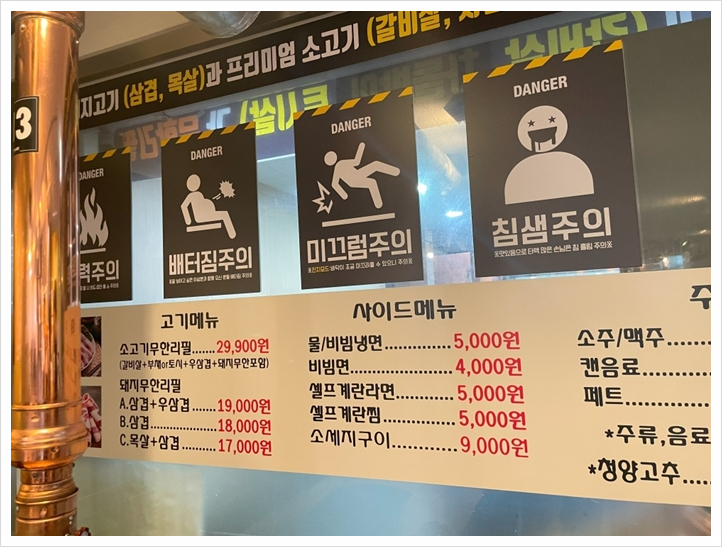 지고기 (삼겹, 목살)과 프리미엄 소고기 (갈비살,
3
DANGER
력주의
DANGER
배터짐주의
DANGER
미끄럼주의
DANGER
침샘주의
고기메뉴
소고기무한리필.......29,900원
(갈비살+부채or토시+우삼겹+돼지무한포함)
돼지무한리필
A.삼겹+우삼겹.......19,000원
B.삼겹..................18,000원
C.목살+삼겹..........17,000원
사이드메뉴
물/비빔냉면............5,000원
비빔면..................4,000원
셀프계란라면..........5,000원
셀프계란찜............5,000원
소세지구이............9,000원
주
소주/맥주.......
캔음료............
페트...............
*주류,음료
*청양고추.....